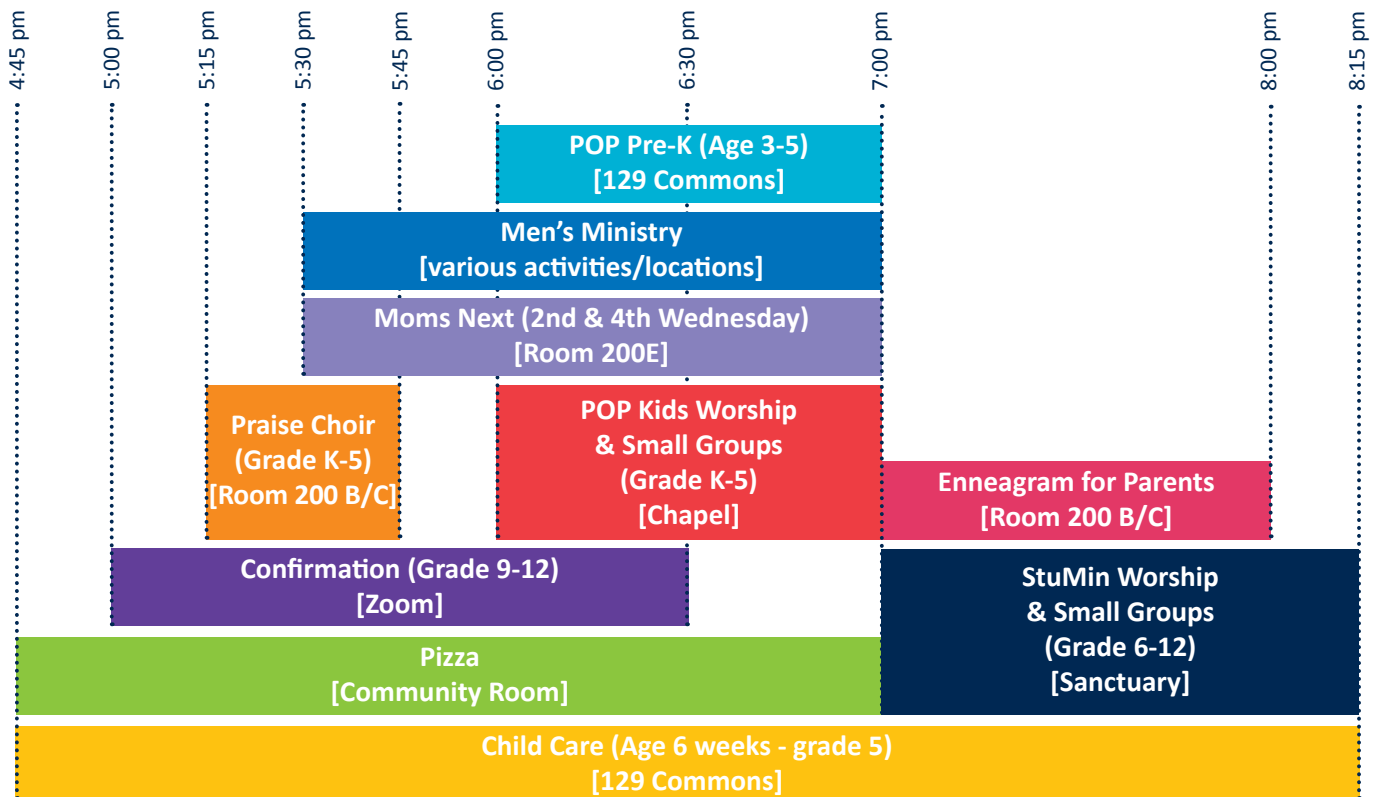 4:45 pm
5:00 pm
5:15 pm
5:30 pm
5:45 pm
6:00 pm
6:30 pm
7:00 pm
8:00 pm
8:15 pm
POP Pre-K (Age 3-5)
[129 Commons]
Men’s Ministry
[various activities/locations]
Moms Next (2nd & 4th Wednesday)
[Room 200E]
Praise Choir
(Grade K-5)
[Room 200 B/C]
POP Kids Worship
& Small Groups
(Grade K-5)
[Chapel]
Enneagram for Parents
[Room 200 B/C]
Confirmation (Grade 9-12)
[Zoom]
StuMin Worship
& Small Groups
(Grade 6-12)
[Sanctuary]
Pizza
[Community Room]
Child Care (Age 6 weeks - grade 5)
[129 Commons]